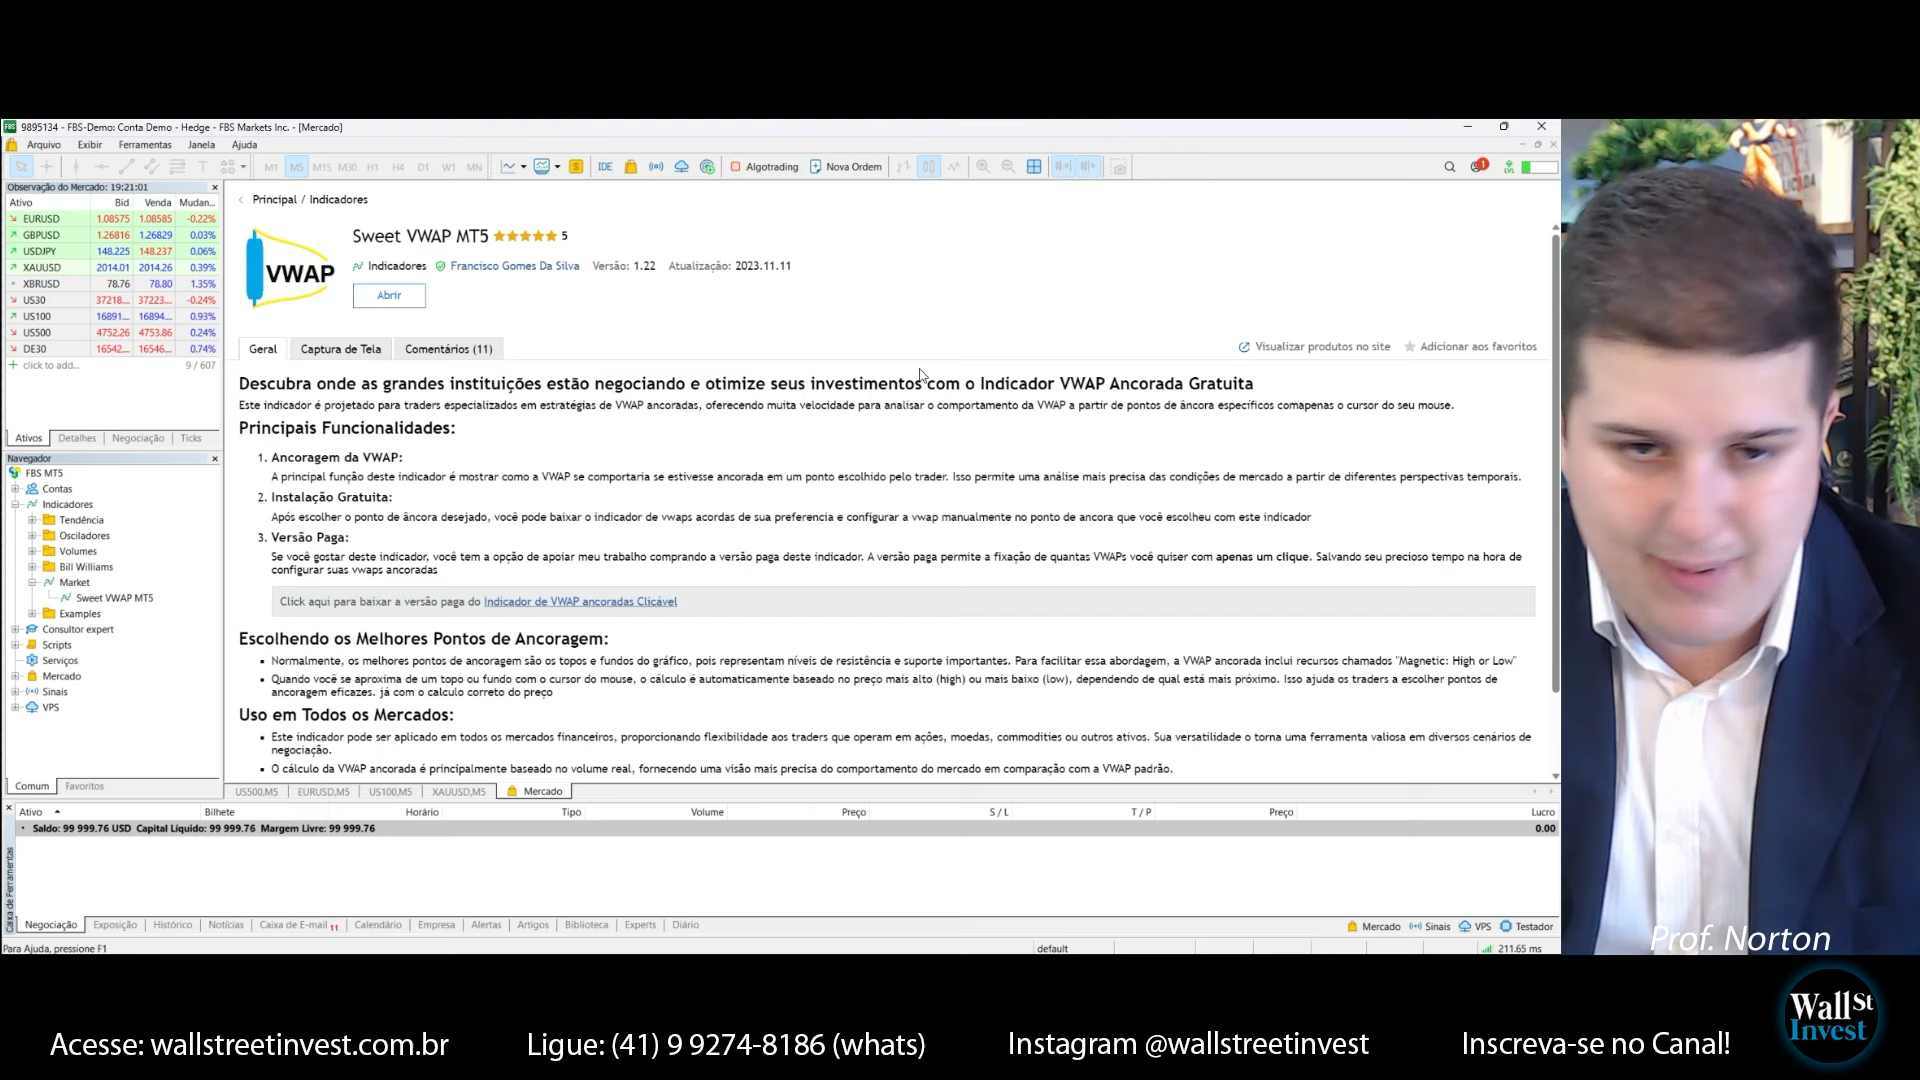 FBS 9895134 - FBS-Demo: Conta Demo - Hedge - FBS Markets Inc. - [Mercado]
Arquivo Exibir Ferramentas Janela Ajuda
M1 M5 M15 M30 H1 H4 D1 W1 MN IDE Algotrading Nova Ordem 1 LVL
Observação do Mercado: 19:21:01
Ativo Bid Venda Mudan...
EURUSD 1.08575 1.08585 -0.22%
GBPUSD 1.26816 1.26829 0.03%
USDJPY 148.225 148.237 0.06%
XAUUSD 2014.01 2014.26 0.39%
XBRUSD 78.76 78.80 1.35%
US30 37218.... 37223.... -0.24%
US100 16891.... 16894.... 0.93%
US500 4752.26 4753.86 0.24%
DE30 16542.... 16546.... 0.74%
click to add... 9 / 607
Ativos Detalhes Negociação Ticks
Navegador
FBS MT5
Contas
Indicadores
Tendência
Osciladores
Volumes
Bill Williams
Market
Sweet VWAP MT5
Examples
Consultor expert
Scripts
Serviços
Mercado
Sinais
VPS
Comum Favoritos
Principal / Indicadores
VWAP
Sweet VWAP MT5 ★★★★★ 5
Indicadores Francisco Gomes Da Silva Versão: 1.22 Atualização: 2023.11.11
Abrir
Geral Captura de Tela Comentários (11) Visualizar produtos no site Adicionar aos favoritos
Descubra onde as grandes instituições estão negociando e otimize seus investimentos com o Indicador VWAP Ancorada Gratuita
Este indicador é projetado para traders especializados em estratégias de VWAP ancoradas, oferecendo muita velocidade para analisar o comportamento da VWAP a partir de pontos de âncora específicos comapenas o cursor do seu mouse.
Principais Funcionalidades:
1. Ancoragem da VWAP:
A principal função deste indicador é mostrar como a VWAP se comportaria se estivesse ancorada em um ponto escolhido pelo trader. Isso permite uma análise mais precisa das condições de mercado a partir de diferentes perspectivas temporais.
2. Instalação Gratuita:
Após escolher o ponto de âncora desejado, você pode baixar o indicador de vwaps acordas de sua preferencia e configurar a vwap manualmente no ponto de ancora que você escolheu com este indicador
3. Versão Paga:
Se você gostar deste indicador, você tem a opção de apoiar meu trabalho comprando a versão paga deste indicador. A versão paga permite a fixação de quantas VWAPs você quiser com apenas um clique. Salvando seu precioso tempo na hora de
configurar suas vwaps ancoradas
Click aqui para baixar a versão paga do Indicador de VWAP ancoradas Clicável
Escolhendo os Melhores Pontos de Ancoragem:
▪ Normalmente, os melhores pontos de ancoragem são os topos e fundos do gráfico, pois representam níveis de resistência e suporte importantes. Para facilitar essa abordagem, a VWAP ancorada inclui recursos chamados "Magnetic: High or Low"
▪ Quando você se aproxima de um topo ou fundo com o cursor do mouse, o cálculo é automaticamente baseado no preço mais alto (high) ou mais baixo (low), dependendo de qual está mais próximo. Isso ajuda os traders a escolher pontos de
ancoragem eficazes. já com o calculo correto do preço
Uso em Todos os Mercados:
▪ Este indicador pode ser aplicado em todos os mercados financeiros, proporcionando flexibilidade aos traders que operam em ações, moedas, commodities ou outros ativos. Sua versatilidade o torna uma ferramenta valiosa em diversos cenários de
negociação.
▪ O cálculo da VWAP ancorada é principalmente baseado no volume real, fornecendo uma visão mais precisa do comportamento do mercado em comparação com a VWAP padrão.
US500,M5 EURUSD,M5 US100,M5 XAUUSD,M5 Mercado
Ativo Bilhete Horário Tipo Volume Preço S / L T / P Preço Lucro
Saldo: 99 999.76 USD Capital Líquido: 99 999.76 Margem Livre: 99 999.76 0.00
Caixa de Ferramentas
Negociação Exposição Histórico Notícias Caixa de E-mail 11 Calendário Empresa Alertas Artigos Biblioteca Experts Diário Mercado Sinais VPS Testador
Para Ajuda, pressione F1 default 211.65 ms
Prof. Norton
Wall St
Invest
Acesse: wallstreetinvest.com.br Ligue: (41) 9 9274-8186 (whats) Instagram @wallstreetinvest Inscreva-se no Canal!